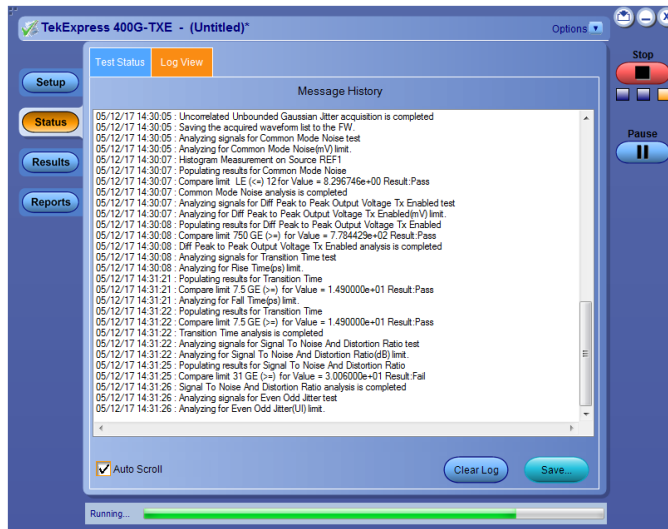 TekExpress 400G-TXE - (Untitled)*
Options
Stop
Pause
Setup
Status
Results
Reports
Test Status
Log View
Message History
05/12/17 14:30:05 : Uncorrelated Unbounded Gaussian Jitter acquisition is completed
05/12/17 14:30:05 : Saving the acquired waveform list to the FW.
05/12/17 14:30:05 : Analyzing signals for Common Mode Noise test
05/12/17 14:30:05 : Analyzing for Common Mode Noise(mV) limit.
05/12/17 14:30:07 : Histogram Measurement on Source REF1
05/12/17 14:30:07 : Populating results for Common Mode Noise
05/12/17 14:30:07 : Compare limit LE (<=) 12 for Value = 8.296746e+00 Result:Pass
05/12/17 14:30:07 : Common Mode Noise analysis is completed
05/12/17 14:30:07 : Analyzing signals for Diff Peak to Peak Output Voltage Tx Enabled test
05/12/17 14:30:07 : Analyzing for Diff Peak to Peak Output Voltage Tx Enabled(mV) limit.
05/12/17 14:30:08 : Populating results for Diff Peak to Peak Output Voltage Tx Enabled
05/12/17 14:30:08 : Compare limit 750 GE (>=) for Value = 7.784429e+02 Result:Pass
05/12/17 14:30:08 : Diff Peak to Peak Output Voltage Tx Enabled analysis is completed
05/12/17 14:30:08 : Analyzing signals for Transition Time test
05/12/17 14:30:08 : Analyzing for Rise Time(ps) limit.
05/12/17 14:31:21 : Populating results for Transition Time
05/12/17 14:31:21 : Compare limit 7.5 GE (>=) for Value = 1.490000e+01 Result:Pass
05/12/17 14:31:21 : Analyzing for Fall Time(ps) limit.
05/12/17 14:31:22 : Populating results for Transition Time
05/12/17 14:31:22 : Compare limit 7.5 GE (>=) for Value = 1.490000e+01 Result:Pass
05/12/17 14:31:22 : Transition Time analysis is completed
05/12/17 14:31:22 : Analyzing signals for Signal To Noise And Distortion Ratio test
05/12/17 14:31:22 : Analyzing for Signal To Noise And Distortion Ratio(dB) limit.
05/12/17 14:31:25 : Populating results for Signal To Noise And Distortion Ratio
05/12/17 14:31:25 : Compare limit 31 GE (>=) for Value = 3.006000e+01 Result:Fail
05/12/17 14:31:26 : Signal To Noise And Distortion Ratio analysis is completed
05/12/17 14:31:26 : Analyzing signals for Even Odd Jitter test
05/12/17 14:31:26 : Analyzing for Even Odd Jitter(UI) limit.
Auto Scroll
Clear Log
Save...
Running...